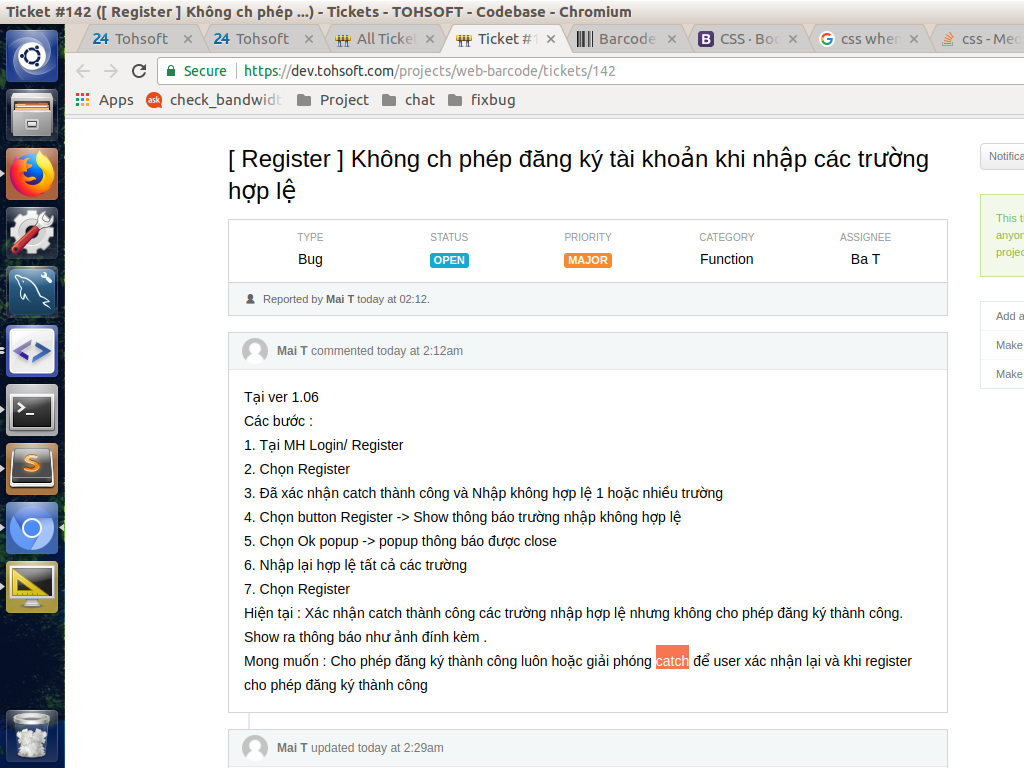 Ticket #142 ([ Register ] Không ch phép ...) - Tickets - TOHSOFT - Codebase - Chromium
24 Tohsoft
24 Tohsoft
All Ticke
Ticket #1
Barcode
B CSS · Boo
css when
css - Med
Secure https://dev.tohsoft.com/projects/web-barcode/tickets/142
Apps
ask check_bandwidt
Project
chat
fixbug
[ Register ] Không ch phép đăng ký tài khoản khi nhập các trường
hợp lệ
Notifica
TYPE STATUS PRIORITY CATEGORY ASSIGNEE
Bug OPEN MAJOR Function Ba T
Reported by Mai T today at 02:12.
This t
anyor
projec
Add a
Make
Make
Mai T commented today at 2:12am
Tại ver 1.06
Các bước :
1. Tại MH Login/ Register
2. Chọn Register
3. Đã xác nhận catch thành công và Nhập không hợp lệ 1 hoặc nhiều trường
4. Chọn button Register -> Show thông báo trường nhập không hợp lệ
5. Chọn Ok popup -> popup thông báo được close
6. Nhập lại hợp lệ tất cả các trường
7. Chọn Register
Hiện tại : Xác nhận catch thành công các trường nhập hợp lệ nhưng không cho phép đăng ký thành công.
Show ra thông báo như ảnh đính kèm .
Mong muốn : Cho phép đăng ký thành công luôn hoặc giải phóng catch để user xác nhận lại và khi register
cho phép đăng ký thành công
Mai T updated today at 2:29am